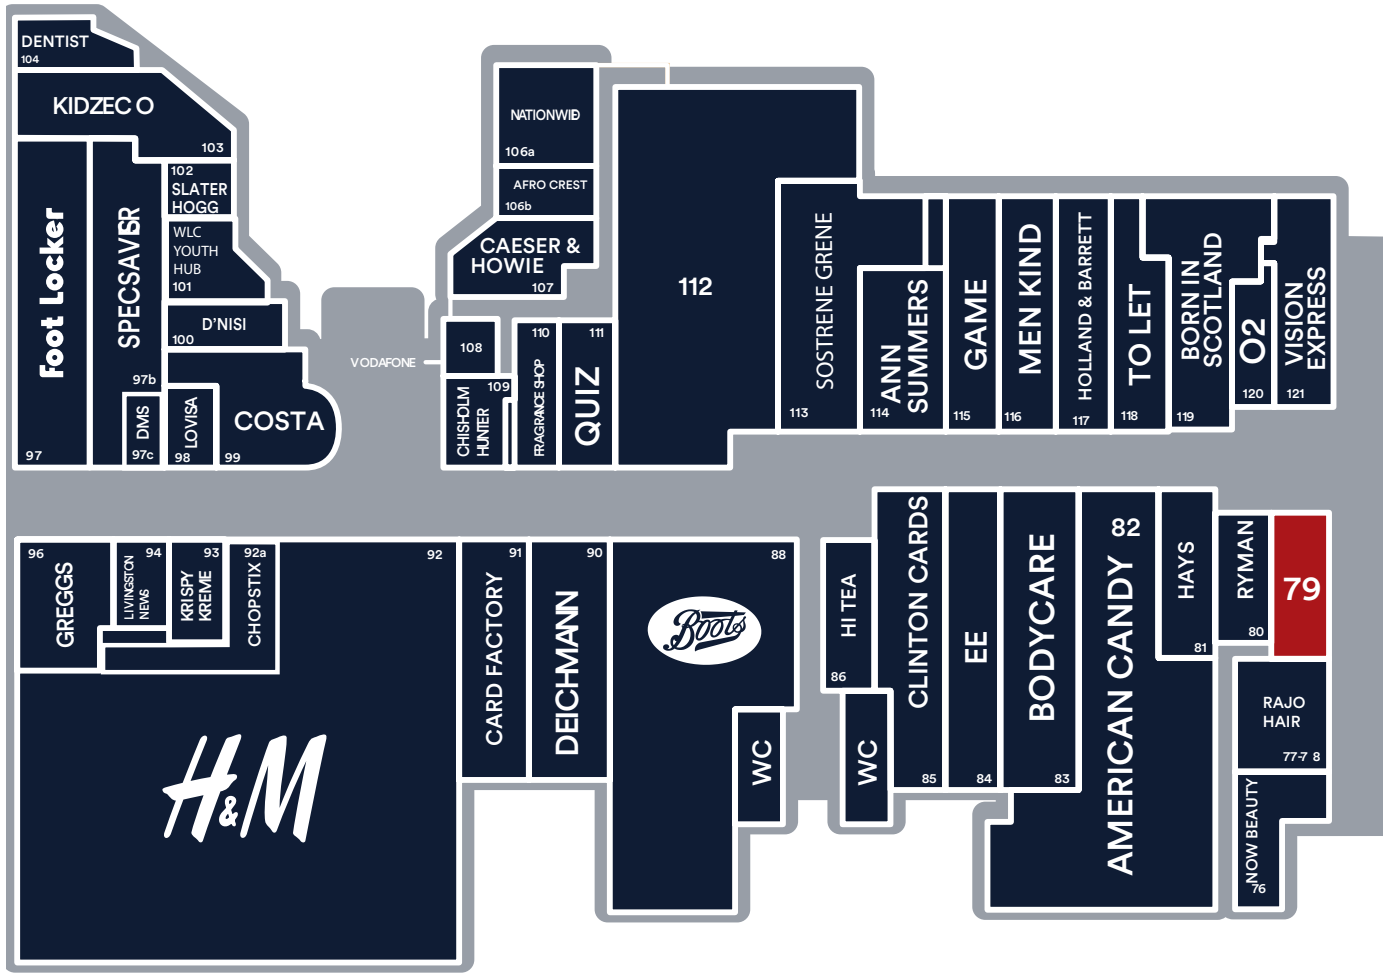 DENTIST
104
KIDZEC O
103
Foot Locker
97
SPECSAVER
97b
102
SLATER
HOGG
WLC
YOUTH
HUB
101
D'NISI
100
DMS
97c
LOVISA
98
COSTA
99
NATIONWID
106a
AFRO CREST
106b
CAESER &
HOWIE
107
VODAFONE
108
109
CHISHOLM
HUNTER
110
FRAGRANCE SHOP
111
QUIZ
112
SOSTRENE GRENE
113
ANN
SUMMERS
114
GAME
115
MEN KIND
116
HOLLAND & BARRETT
117
TO LET
118
BORN IN
SCOTLAND
119
O2
120
VISION
EXPRESS
121
96
GREGGS
94
LIVINGSTON
NEWS
93
KRISPY
KREME
92a
CHOPSTIX
92
H&M
91
CARD FACTORY
90
DEICHMANN
88
Boots
WC
HI TEA
86
WC
CLINTON CARDS
85
EE
84
BODYCARE
83
82
AMERICAN CANDY
HAYS
81
RYMAN
80
79
RAJO
HAIR
77-7 8
NOW BEAUTY
76